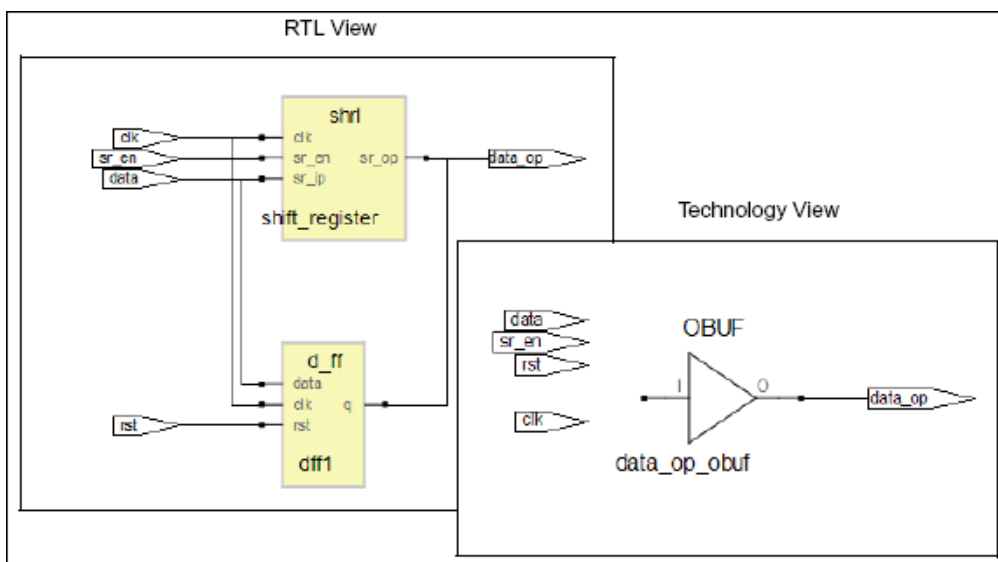 RTL View
shrl
clk
clk
sr_en
sr_en
sr_op
data_op
data
sr_ip
shift_register
d_ff
data
clk
q
rst
rst
dff1
Technology View
data
OBUF
sr_en
rst
I
O
data_op
clk
data_op_obuf